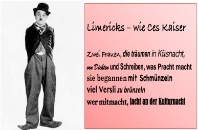 Limericks - wie Ces Kaiser
Zwei Frauen, die träumen in Küsnacht,
von Dichten und Schreiben, was Pracht macht
sie begannen mit Schmünzeln
viel Versli zu brünzeln
wer mitmacht, lacht an der Kulturnacht!